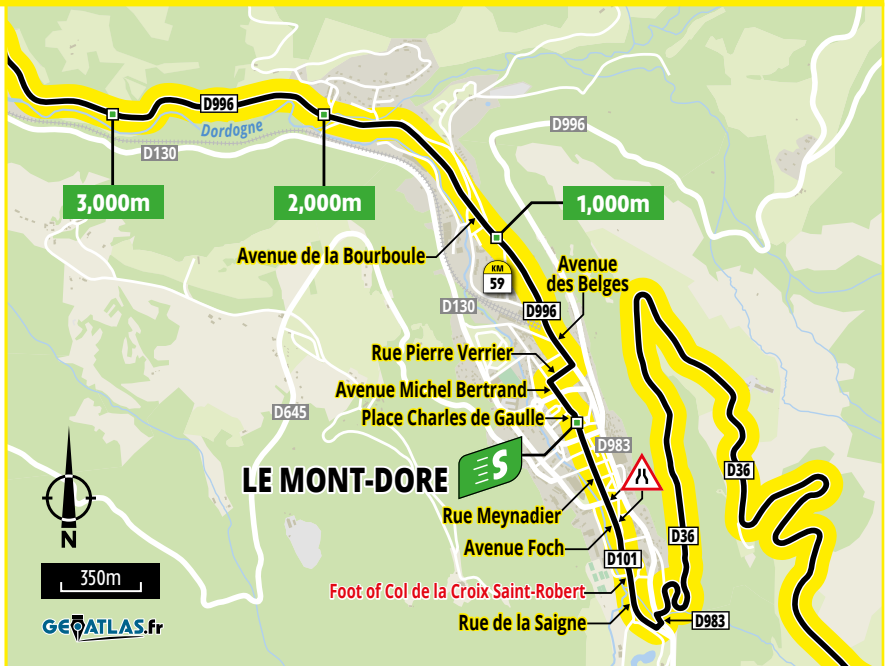 D996
Dordogne
D130
D996
3,000m
2,000m
1,000m
Avenue de la Bourboule
KM
59
Avenue
des Belges
D130
D996
Rue Pierre Verrier
Avenue Michel Bertrand
Place Charles de Gaulle
D645
D983
LE MONT-DORE
S
D36
Rue Meynadier
Avenue Foch
D36
N
D101
350m
Foot of Col de la Croix Saint-Robert
Rue de la Saigne
D983
GEOATLAS.fr